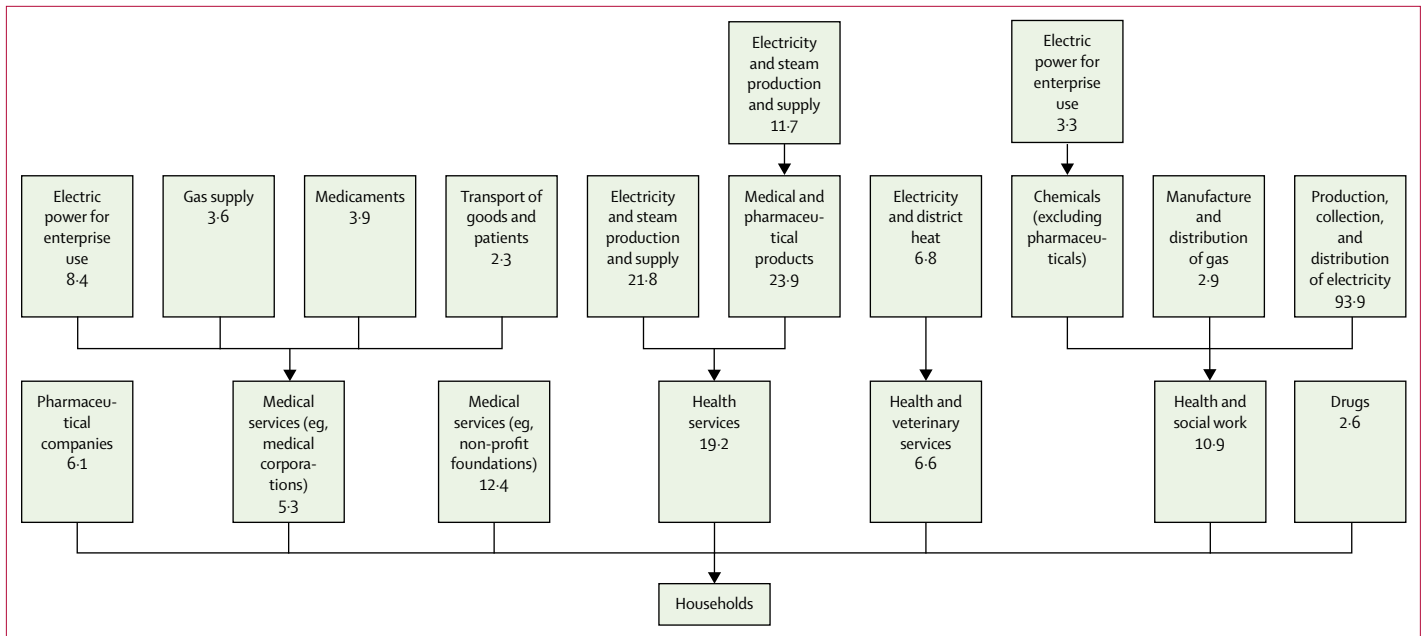 Electricity
and steam
production
and supply
11·7
Electric
power for
enterprise
use
3·3
Electric
power for
enterprise
use
8·4
Gas supply
3·6
Medicaments
3·9
Transport of
goods and
patients
2·3
Electricity
and steam
production
and supply
21·8
Medical and
pharmaceu-
tical
products
23·9
Electricity
and district
heat
6·8
Chemicals
(excluding
pharmaceu-
ticals)
Manufacture
and
distribution
of gas
2·9
Production,
collection,
and
distribution
of electricity
93·9
Pharmaceu-
tical
companies
6·1
Medical
services (eg,
medical
corpora-
tions)
5·3
Medical
services (eg,
non-profit
foundations)
12·4
Health
services
19·2
Health and
veterinary
services
6·6
Health and
social work
10·9
Drugs
2·6
Households